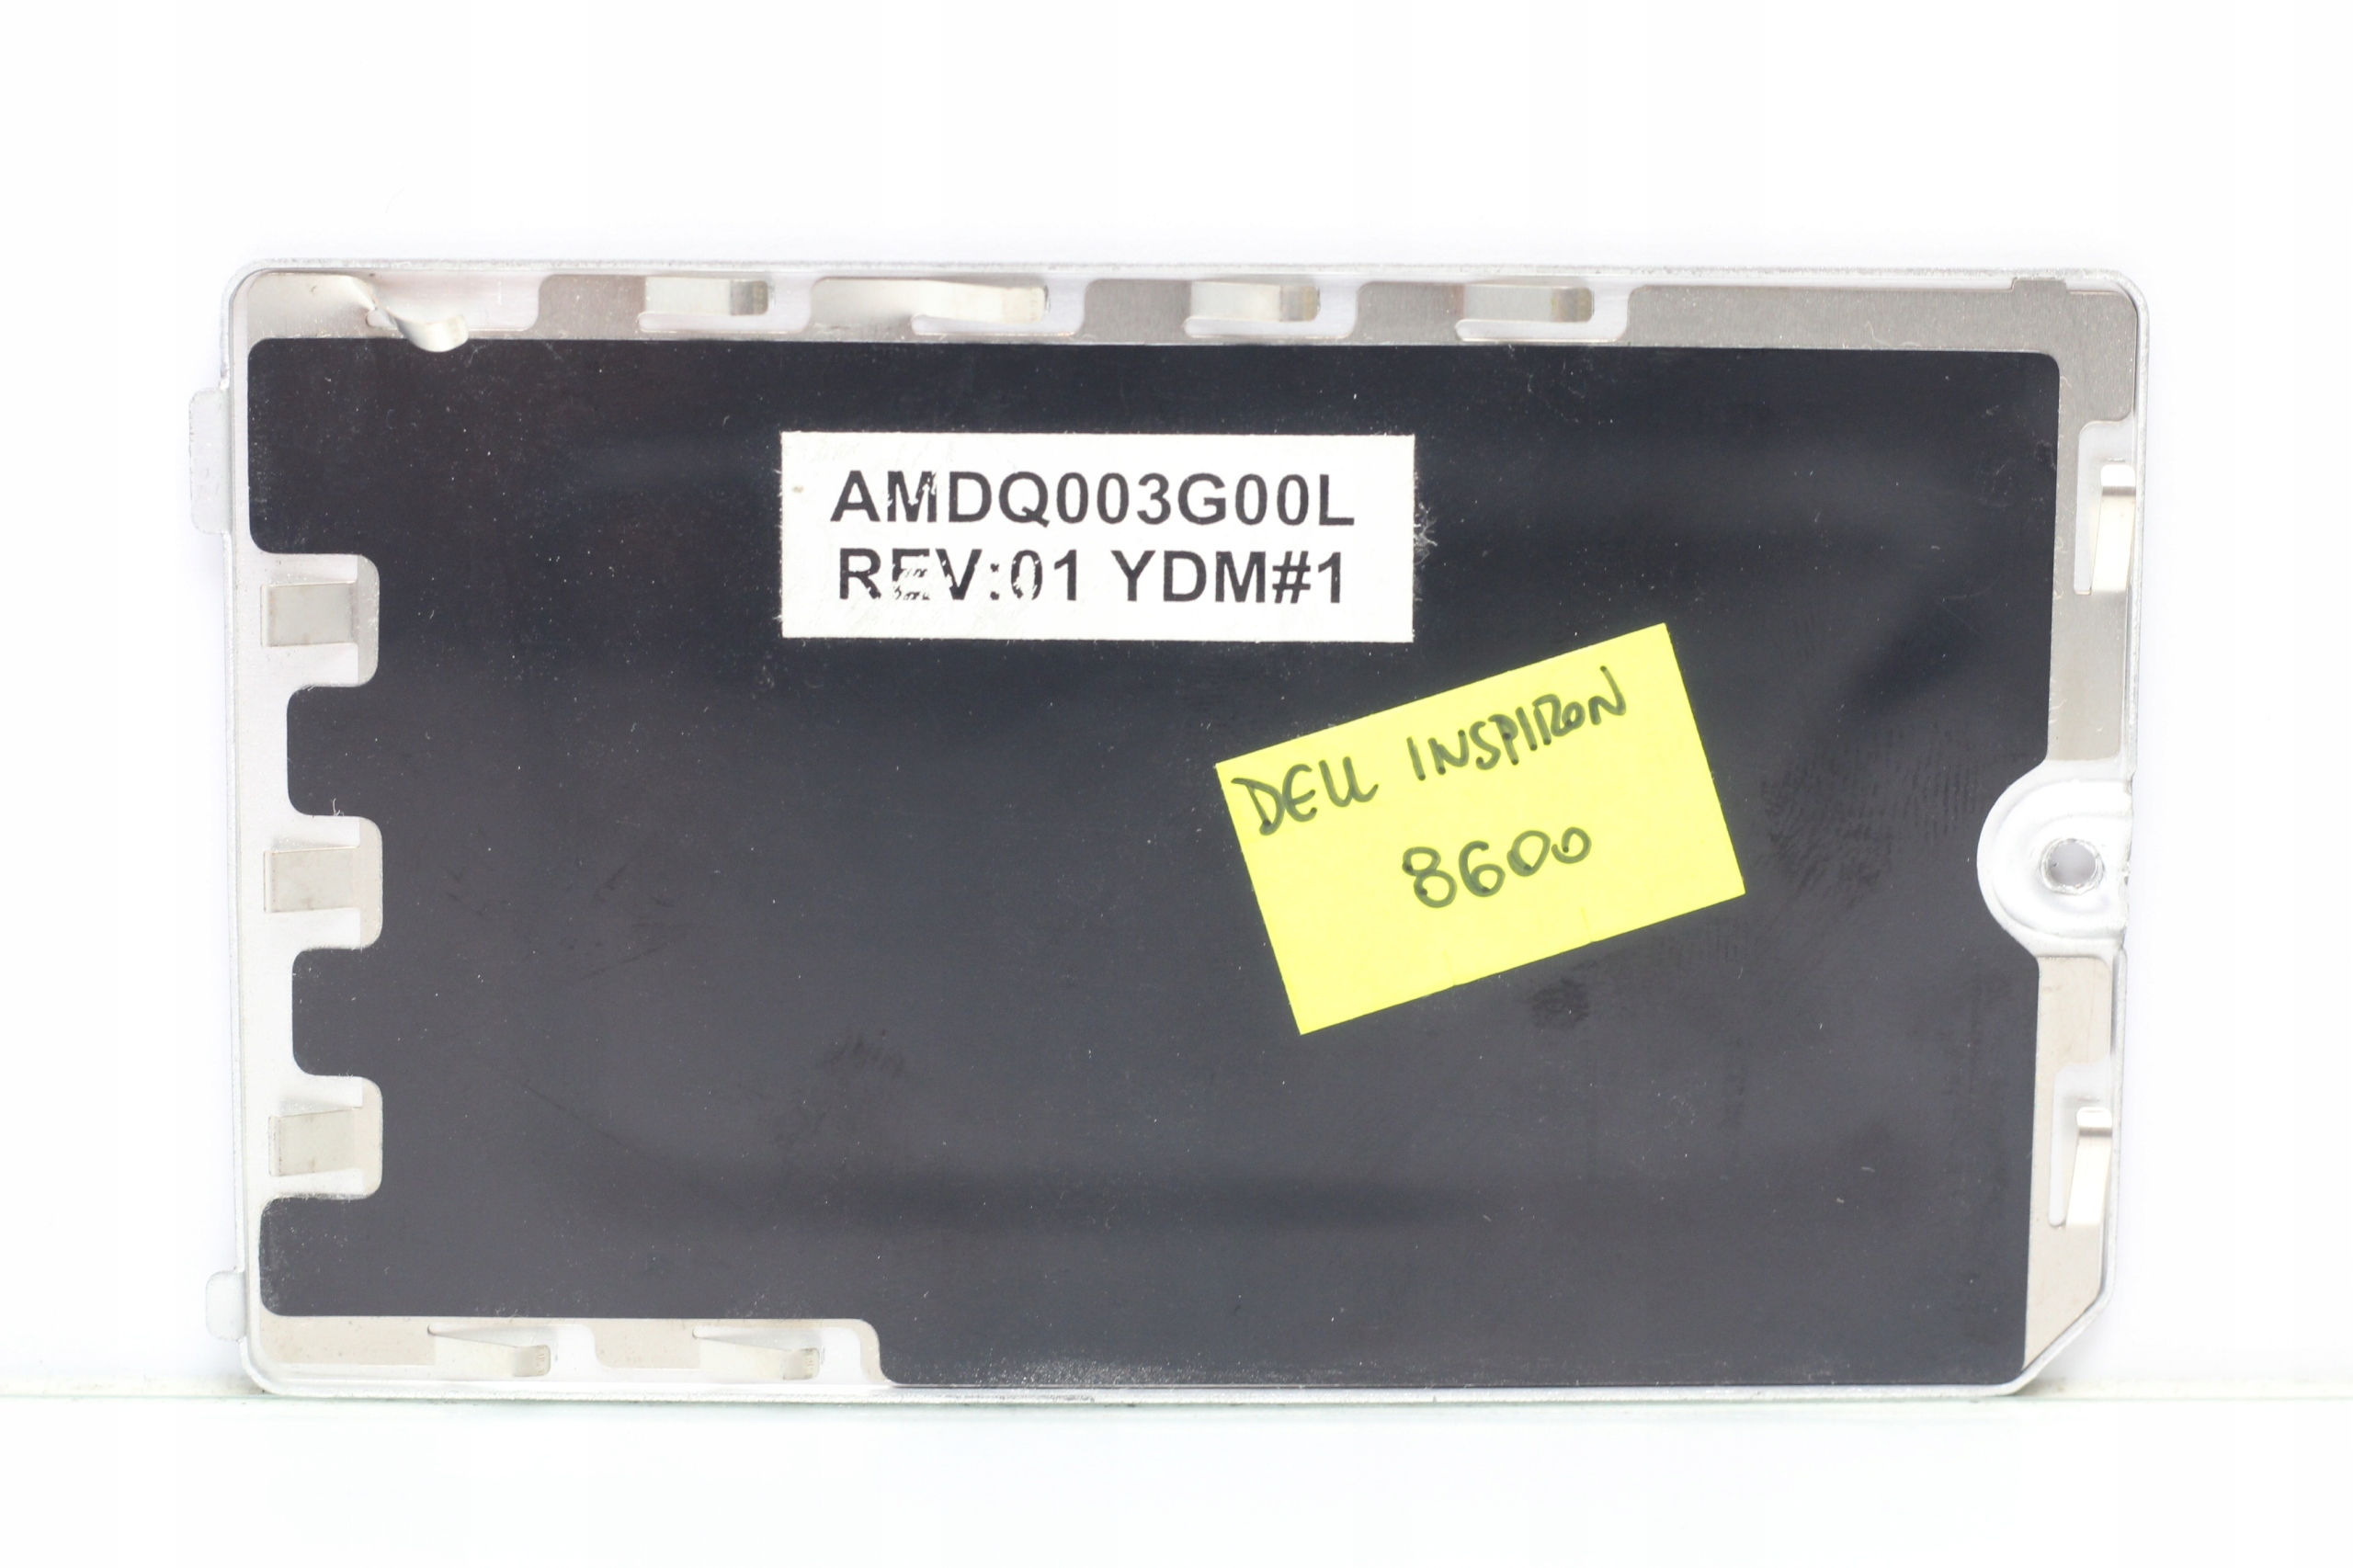 AMDQ003G00L
REV:01 YDM#1
DELL INSPIRON
8600